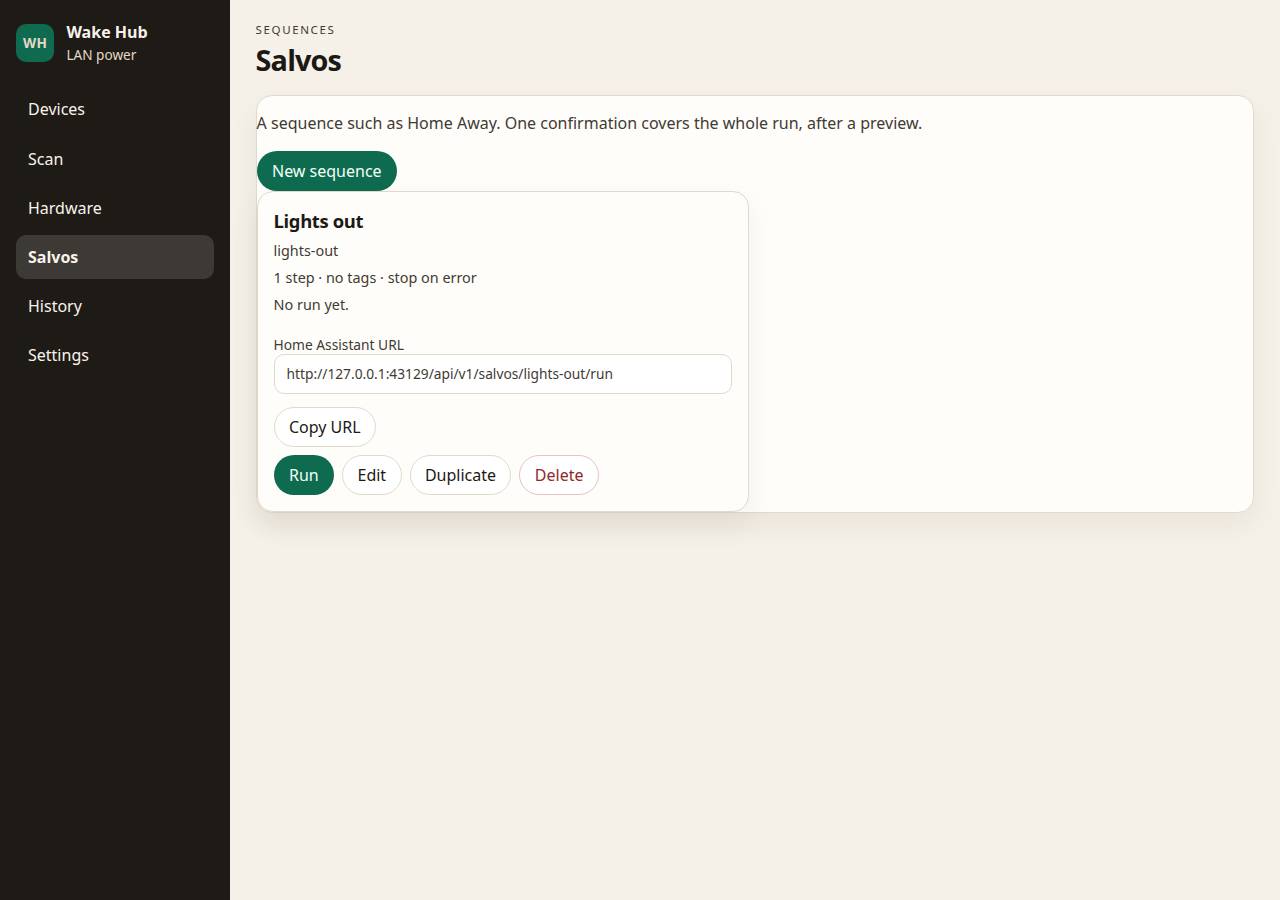 WH
Wake Hub
LAN power
Devices
Scan
Hardware
Salvos
History
Settings
SEQUENCES
Salvos
A sequence such as Home Away. One confirmation covers the whole run, after a preview.
New sequence
Lights out
lights-out
1 step · no tags · stop on error
No run yet.
Home Assistant URL
http://127.0.0.1:43129/api/v1/salvos/lights-out/run
Copy URL
Run Edit Duplicate Delete